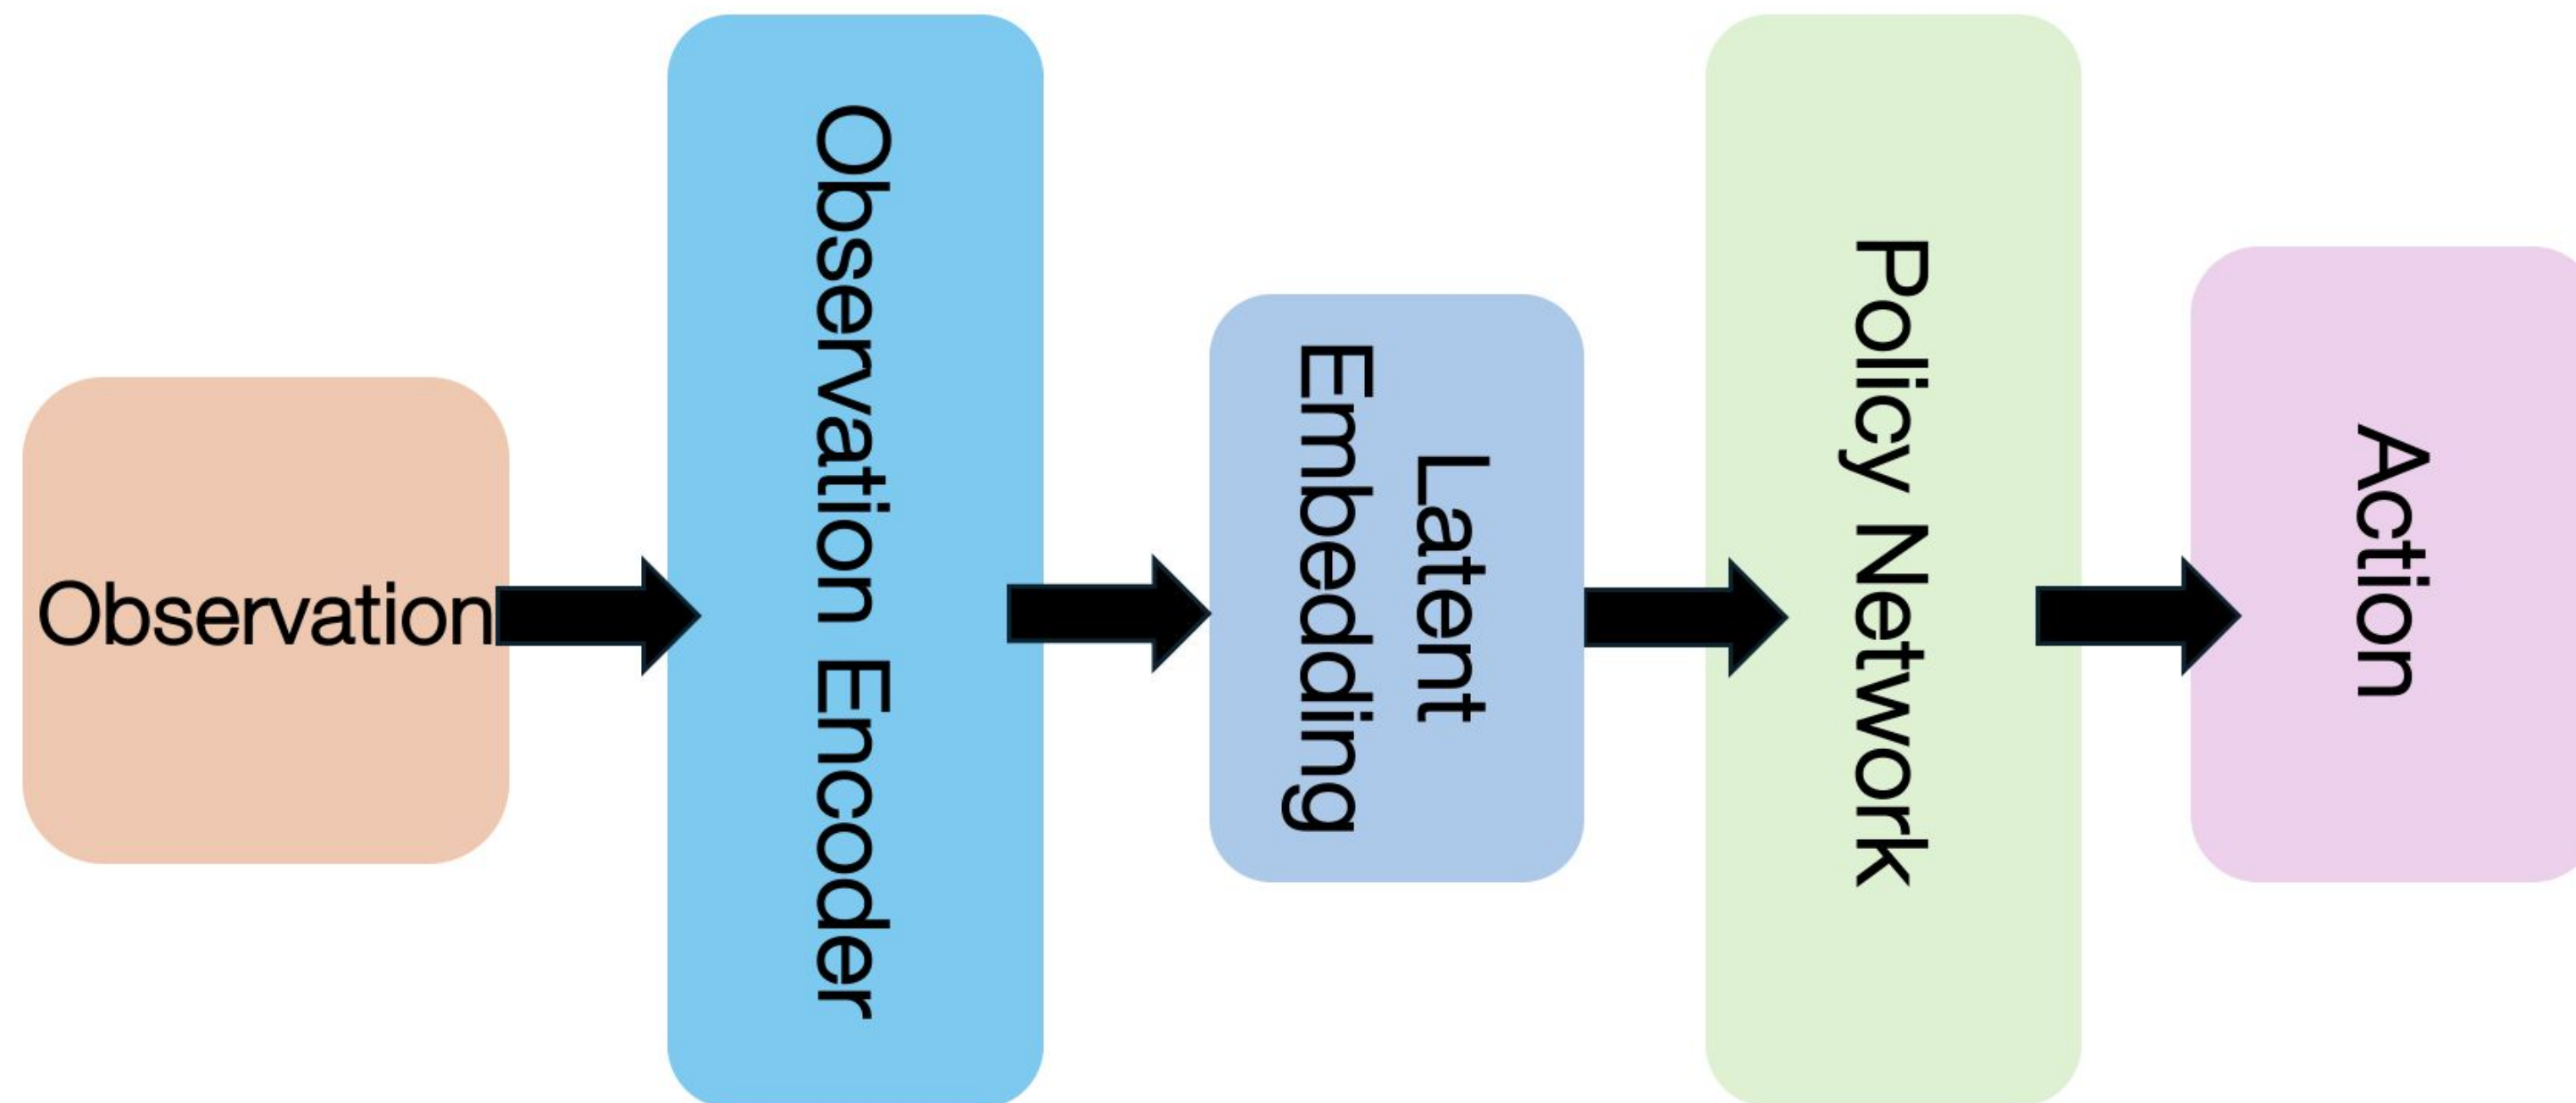 Observation
Observation Encoder
Latent
Embedding
Policy Network
Action